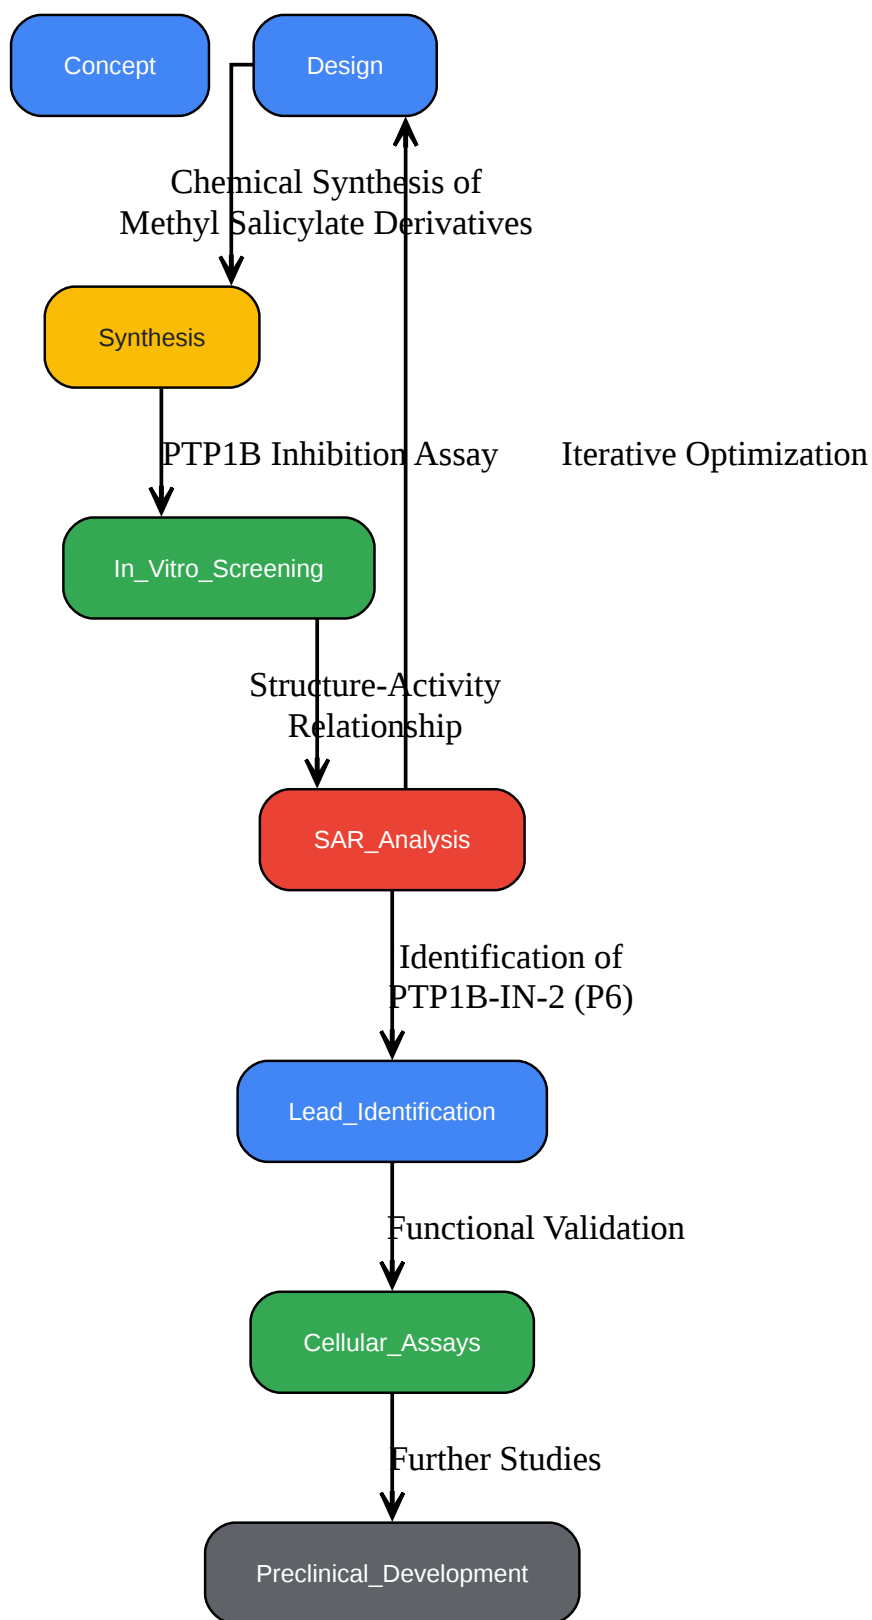 Concept
Design
Chemical Synthesis of
Methyl Salicylate Derivatives
Synthesis
PTP1B Inhibition Assay
Iterative Optimization
In_Vitro_Screening
Structure-Activity
Relationship
SAR_Analysis
Identification of
PTP1B-IN-2 (P6)
Lead_Identification
Functional Validation
Cellular_Assays
Further Studies
Preclinical_Development